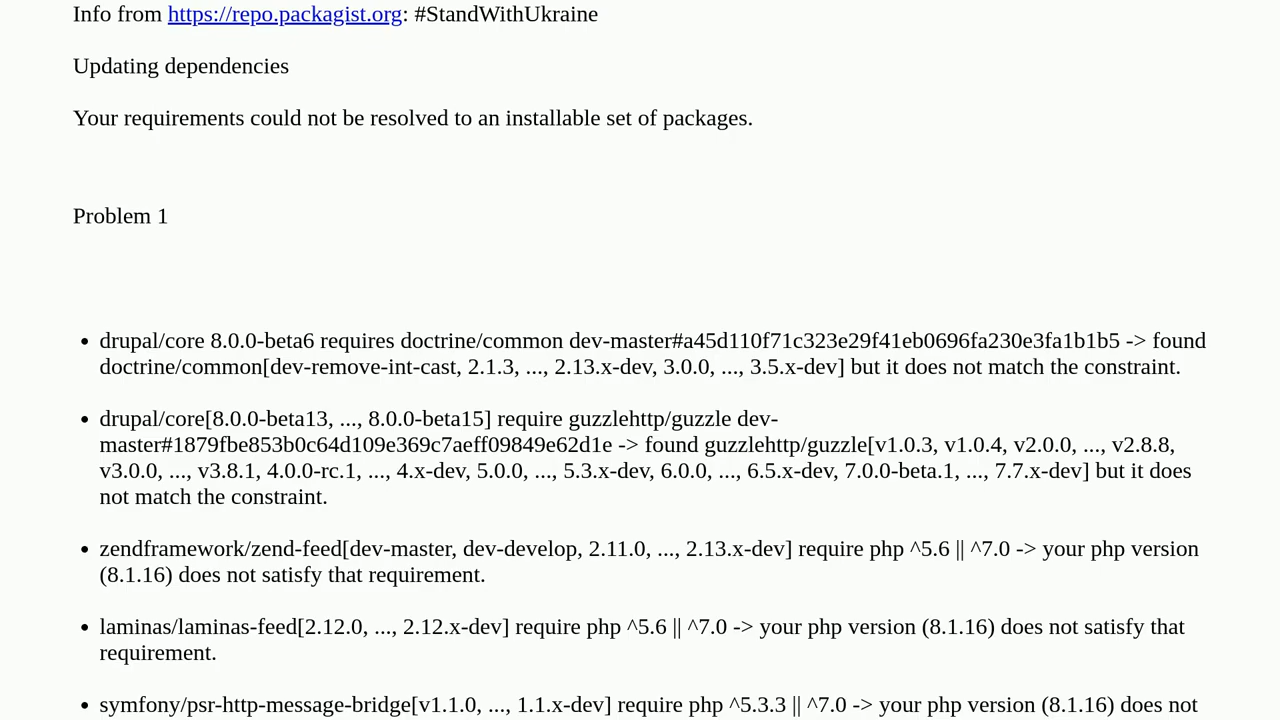 Info from https://repo.packagist.org: #StandWithUkraine
Updating dependencies
Your requirements could not be resolved to an installable set of packages.
Problem 1
• drupal/core 8.0.0-beta6 requires doctrine/common dev-master#a45d110f71c323e29f41eb0696fa230e3fa1b1b5 -> found
doctrine/common[dev-remove-int-cast, 2.1.3, ..., 2.13.x-dev, 3.0.0, ..., 3.5.x-dev] but it does not match the constraint.
• drupal/core[8.0.0-beta13, ..., 8.0.0-beta15] require guzzlehttp/guzzle dev-
master#1879fbe853b0c64d109e369c7aeff09849e62d1e -> found guzzlehttp/guzzle[v1.0.3, v1.0.4, v2.0.0, ..., v2.8.8,
v3.0.0, ..., v3.8.1, 4.0.0-rc.1, ..., 4.x-dev, 5.0.0, ..., 5.3.x-dev, 6.0.0, ..., 6.5.x-dev, 7.0.0-beta.1, ..., 7.7.x-dev] but it does
not match the constraint.
• zendframework/zend-feed[dev-master, dev-develop, 2.11.0, ..., 2.13.x-dev] require php ^5.6 || ^7.0 -> your php version
(8.1.16) does not satisfy that requirement.
• laminas/laminas-feed[2.12.0, ..., 2.12.x-dev] require php ^5.6 || ^7.0 -> your php version (8.1.16) does not satisfy that
requirement.
• symfony/psr-http-message-bridge[v1.1.0, ..., 1.1.x-dev] require php ^5.3.3 || ^7.0 -> your php version (8.1.16) does not